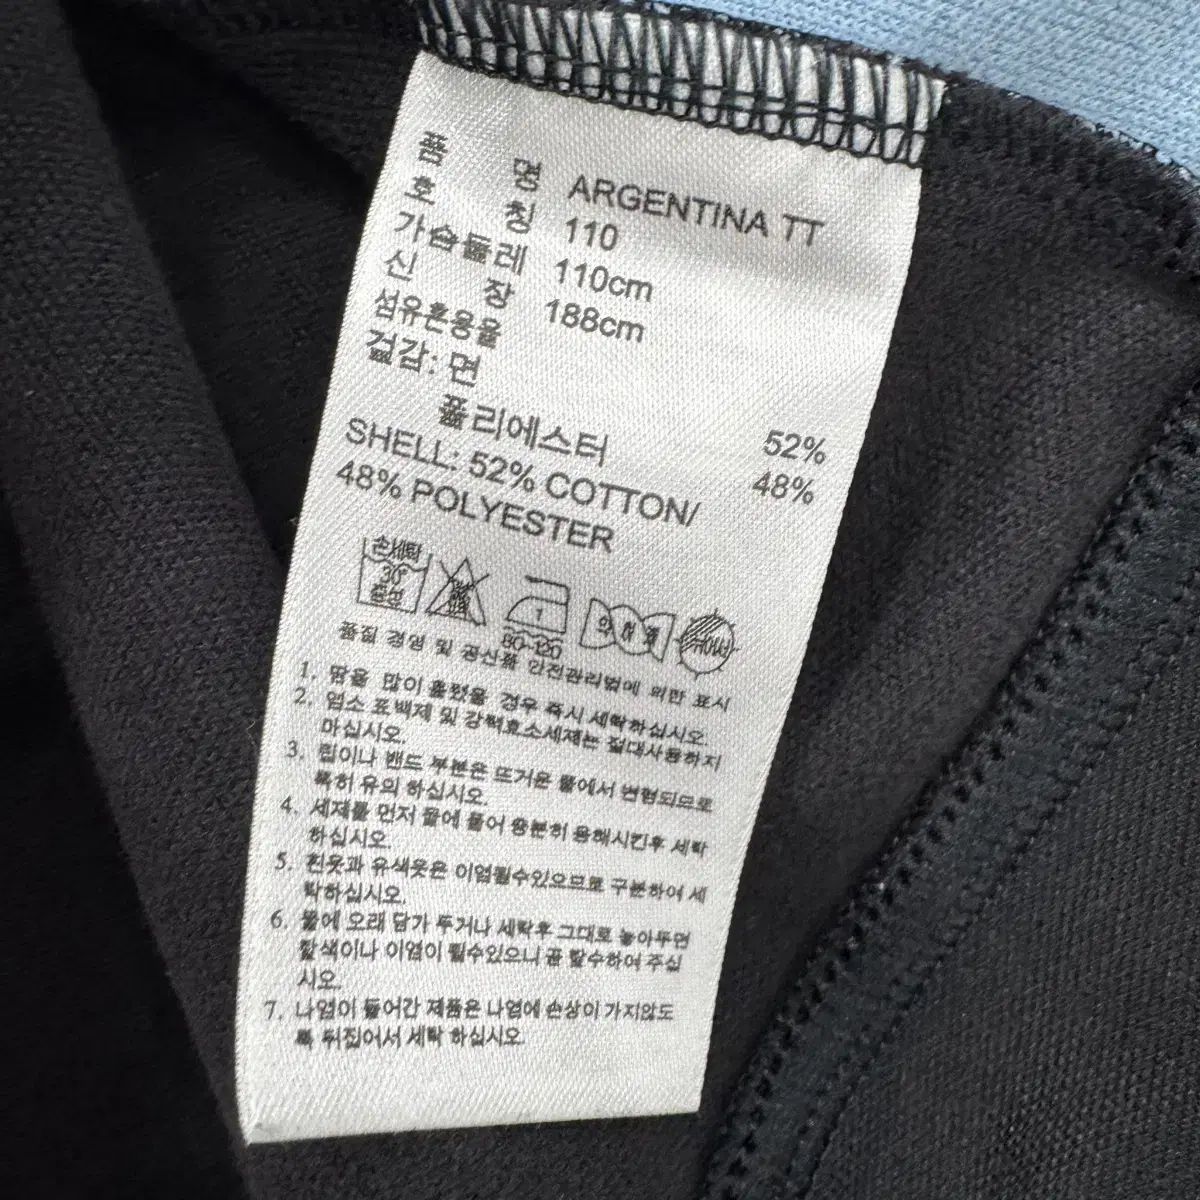 품 명 ARGENTINA TT
호 칭 110
가슴둘레 110cm
신 장 188cm
섬유혼용율
겉감: 면 52%
폴리에스터 48%
SHELL: 52% COTTON/
48% POLYESTER
손세탁
30°
중성
1
80~120
약하게
품질 경영 및 공산품 안전관리법에 의한 표시
1. 땀을 많이 흘렸을 경우 즉시 세탁하십시오.
2. 염소 표백제 및 강력효소세제는 절대사용하지
마십시오.
3. 립이나 밴드 부분은 뜨거운 물에서 변형되므로
특히 유의 하십시오.
4. 세제를 먼저 물에 풀어 충분히 용해시킨후 세탁
하십시오.
5. 흰옷과 유색옷은 이염될수있으므로 구분하여 세
탁하십시오.
6. 물에 오래 담가 두거나 세탁후 그대로 놓아두면
탈색이나 이염이 될수있으니 곧 탈수하여 주십
시오.
7. 나염이 들어간 제품은 나염에 손상이 가지않도
록 뒤집어서 세탁 하십시오.